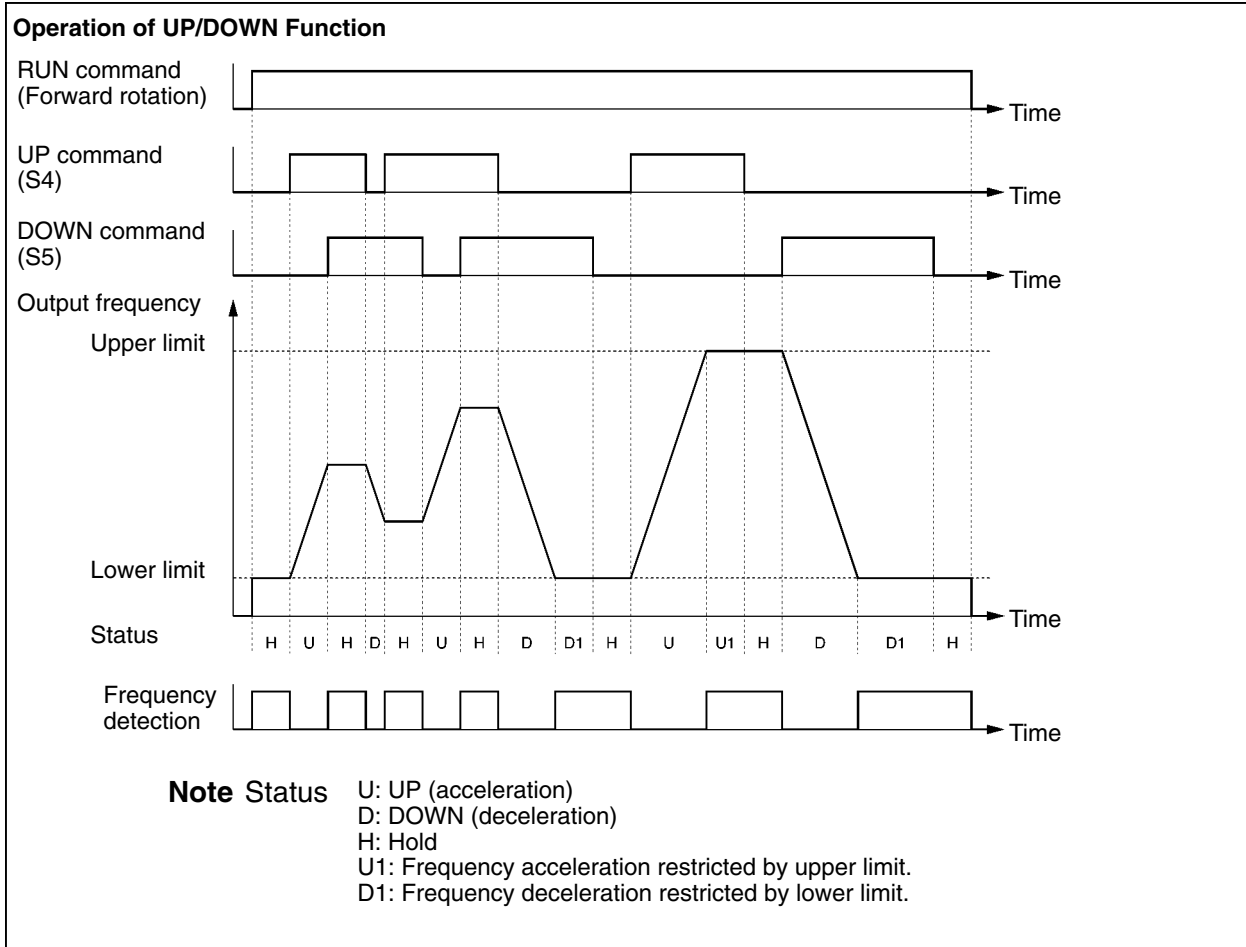 Operation of UP/DOWN Function
RUN command
(Forward rotation)
Time
UP command
(S4)
Time
DOWN command
(S5)
Time
Output frequency
Upper limit
Lower limit
Time
Status
H U H D H U H D D1 H U U1 H D D1 H
Frequency
detection
Time
Note Status U: UP (acceleration)
D: DOWN (deceleration)
H: Hold
U1: Frequency acceleration restricted by upper limit.
D1: Frequency deceleration restricted by lower limit.